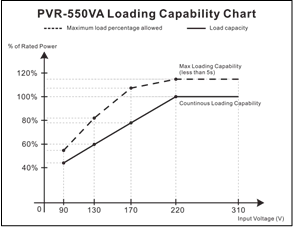 PVR-550VA Loading Capability Chart
Maximum load percentage allowed
Load capacity
% of Rated Power
Max Loading Capability
(less than 5s)
120%
Countinous Loading Capability
100%
80%
60%
40%
0 90 130 170 220 310
Input Voltage (V)